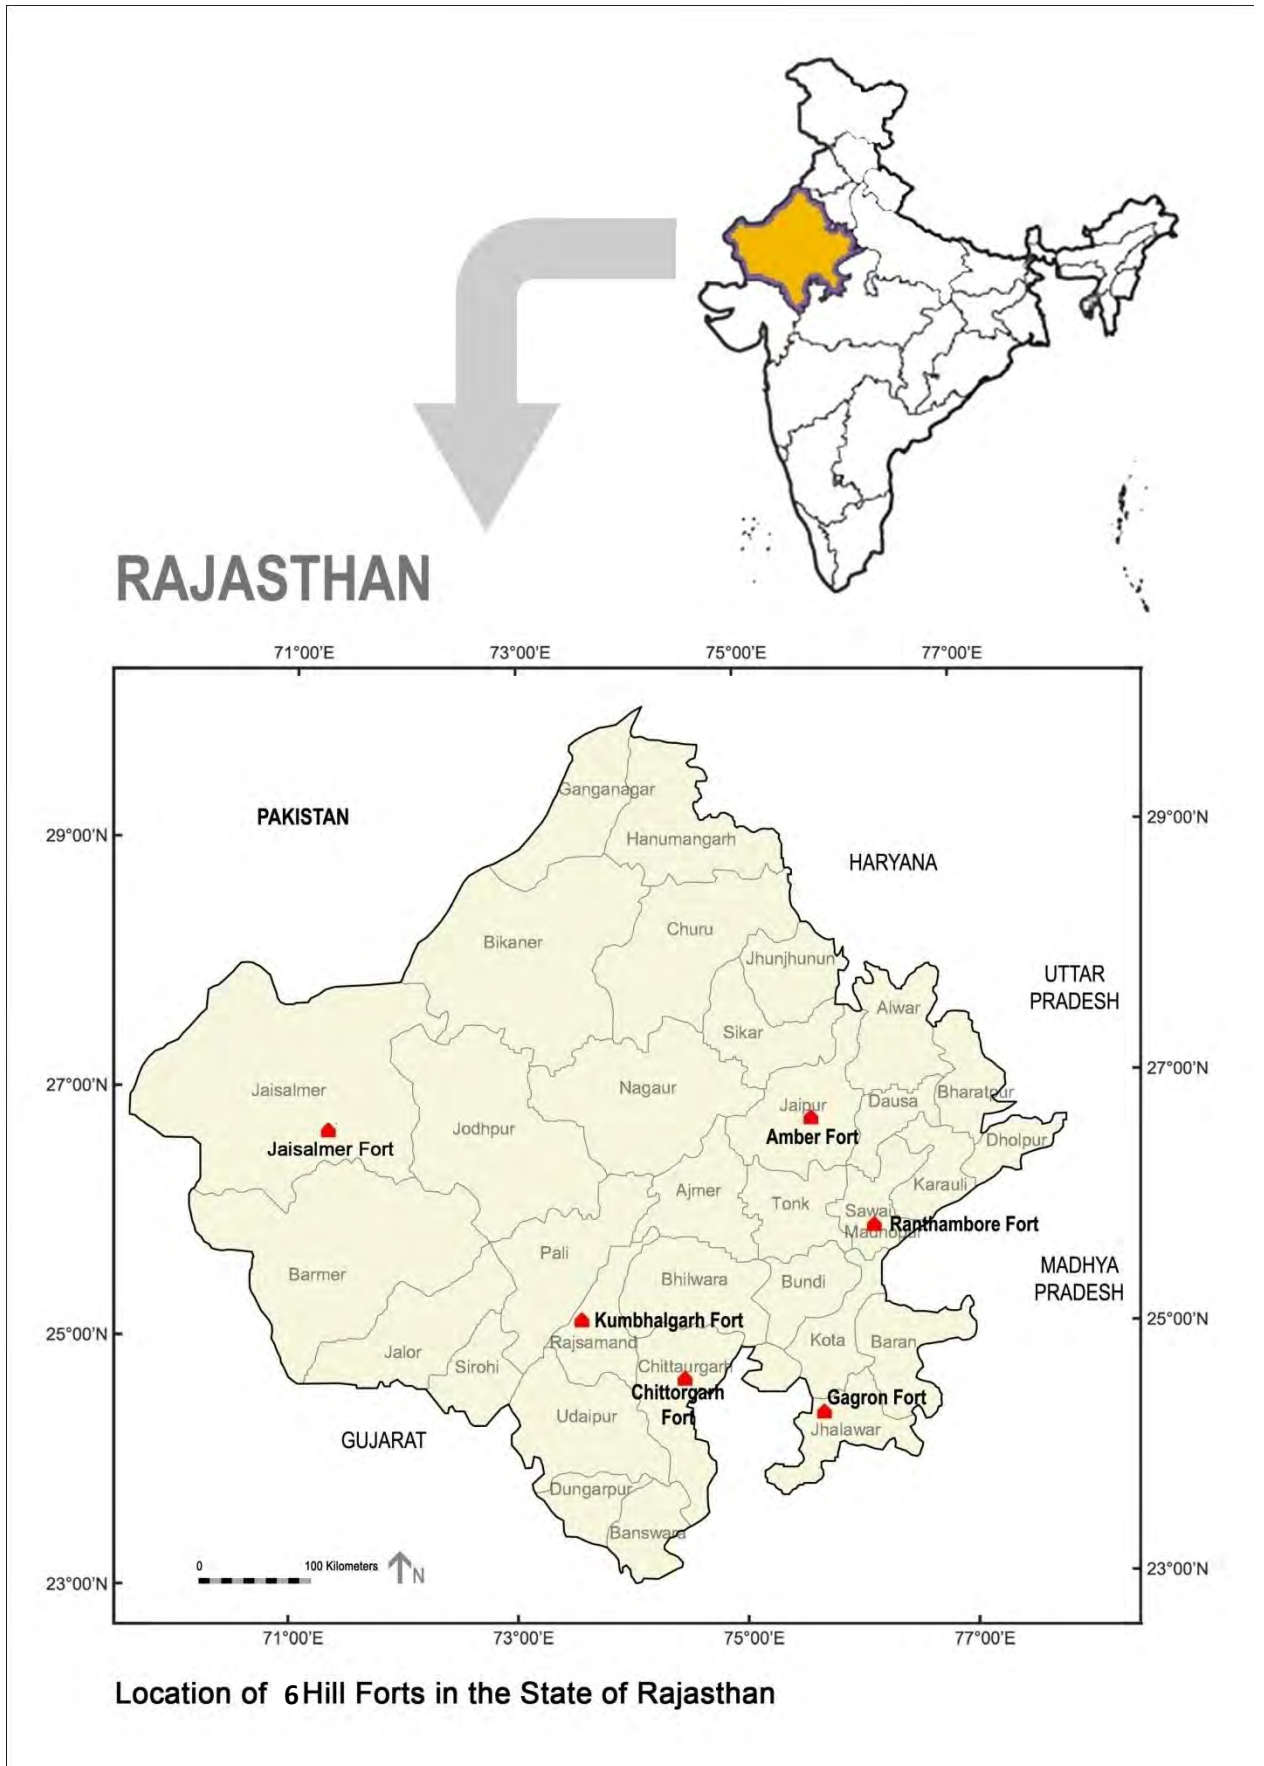 RAJASTHAN
71°00'E
73°00'E
75°00'E
77°00'E
Ganganagar
PAKISTAN
29°00'N
29°00'N
Hanumangarh
HARYANA
Churu
Bikaner
Jhunjhunun
UTTAR
PRADESH
Alwar
Sikar
27°00'N
27°00'N
Jaisalmer
Nagaur
Bharatpur
Jaipur
Dausa
Jodhpur
Amber Fort
Dholpur
Jaisalmer Fort
Karauli
Ajmer
Tonk
Sawai
Madhopur
Ranthambore Fort
Pali
MADHYA
PRADESH
Barmer
Bhilwara
Bundi
Kumbhalgarh Fort
25°00'N
25°00'N
Rajsamand
Kota
Baran
Jalor
Sirohi
Chittaurgarh
Chittorgarh
Fort
Gagron Fort
Udaipur
Jhalawar
GUJARAT
Dungarpur
Banswara
0
100 Kilometers
N
23°00'N
23°00'N
71°00'E
73°00'E
75°00'E
77°00'E
Location of 6 Hill Forts in the State of Rajasthan